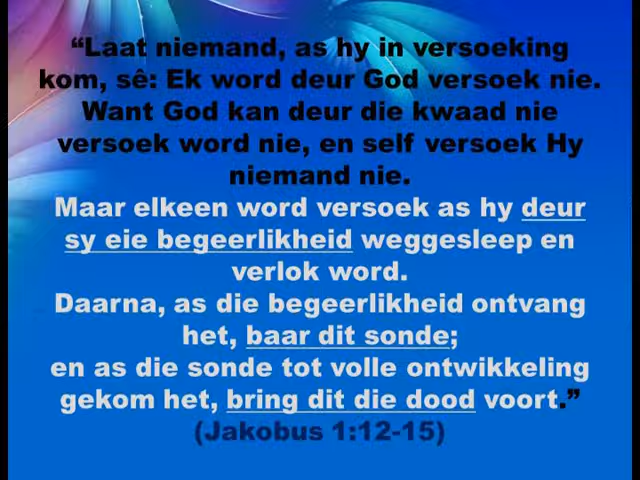 “Laat niemand, as hy in versoeking
kom, sê: Ek word deur God versoek nie.
Want God kan deur die kwaad nie
versoek word nie, en self versoek Hy
niemand nie.
Maar elkeen word versoek as hy deur
sy eie begeerlikheid weggesleep en
verlok word.
Daarna, as die begeerlikheid ontvang
het, baar dit sonde;
en as die sonde tot volle ontwikkeling
gekom het, bring dit die dood voort.”
(Jakobus 1:12-15)